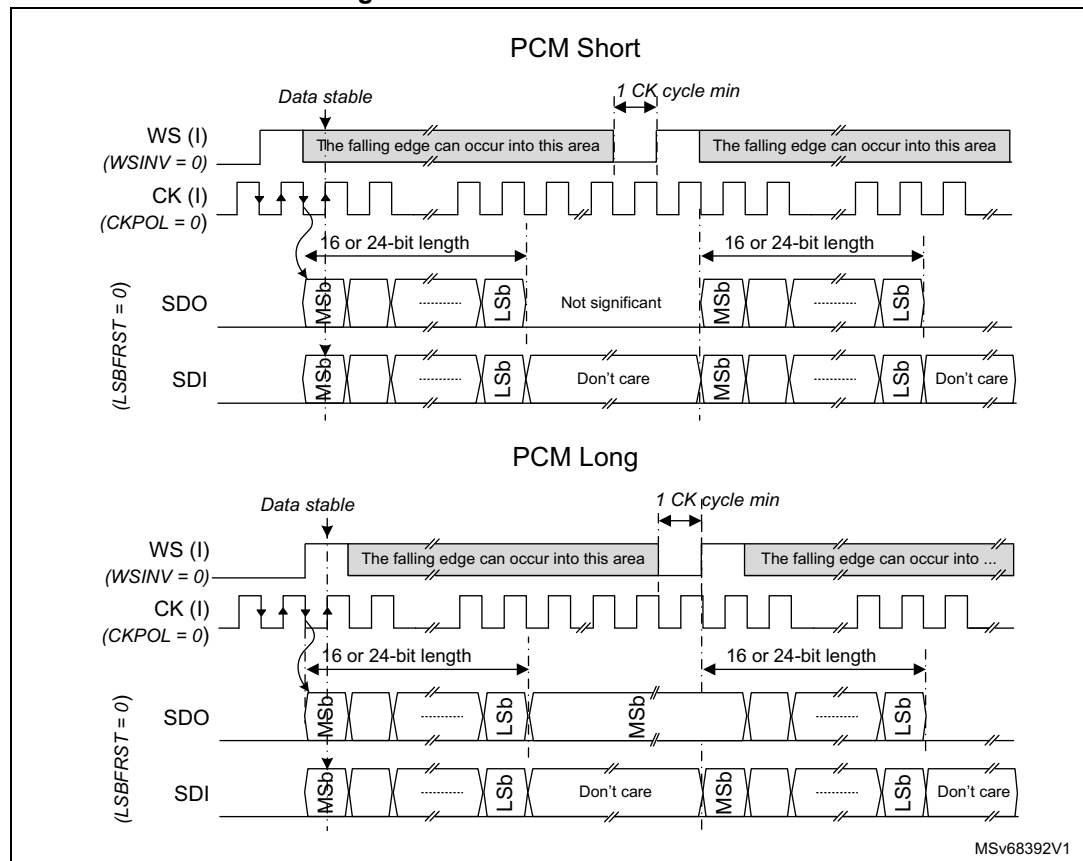 PCM Short
1 CK cycle min
Data stable
WS (I)
(WSINV = 0)
The falling edge can occur into this area
The falling edge can occur into this area
CK (I)
(CKPOL = 0)
16 or 24-bit length
16 or 24-bit length
(LSBFRST = 0)
SDO
MSb
LSb
Not significant
MSb
LSb
SDI
MSb
LSb
Don't care
MSb
LSb
Don't care
PCM Long
1 CK cycle min
Data stable
WS (I)
(WSINV = 0)
The falling edge can occur into this area
The falling edge can occur into ...
CK (I)
(CKPOL = 0)
16 or 24-bit length
16 or 24-bit length
(LSBFRST = 0)
SDO
MSb
LSb
MSb
LSb
SDI
MSb
LSb
Don't care
MSb
LSb
Don't care
MSv68392V1